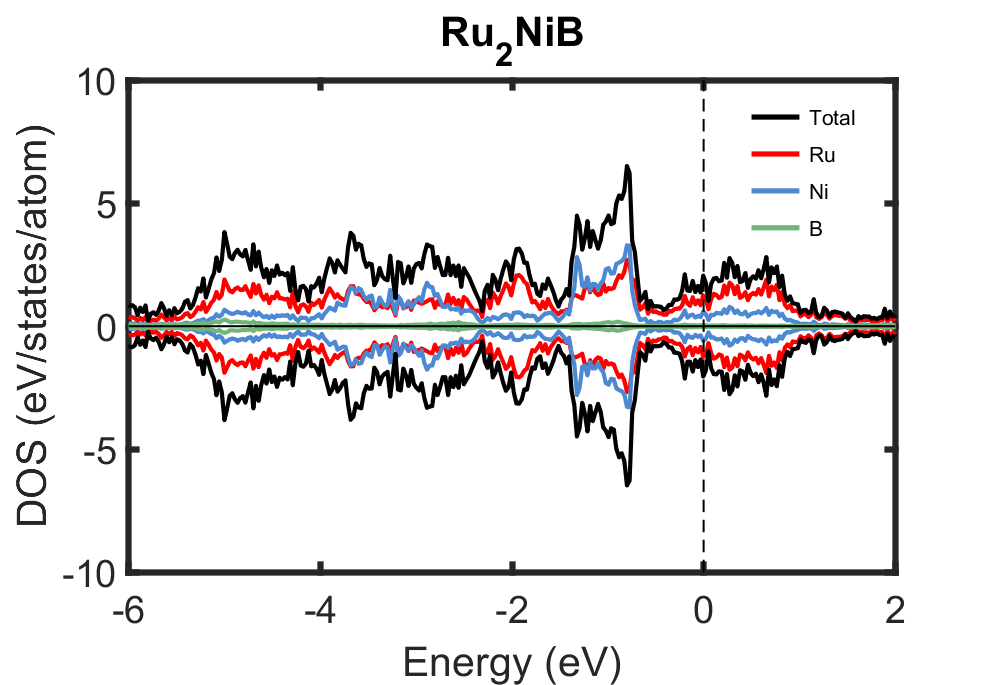 Ru2NiB
10
5
0
-5
-10
-6
-4
-2
0
2
DOS (eV/states/atom)
Energy (eV)
Total
Ru
Ni
B